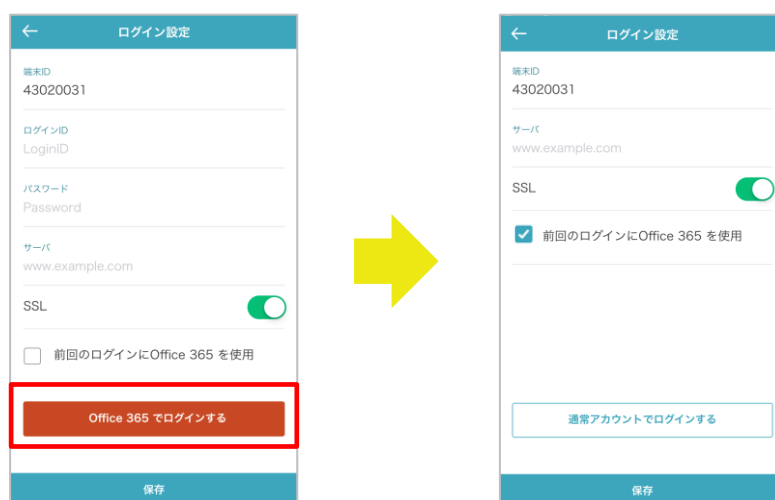 ログイン設定
端末ID
43020031
ログインID
LoginID
パスワード
Password
サーバ
www.example.com
SSL
前回のログインにOffice 365 を使用
Office 365 でログインする
保存
ログイン設定
端末ID
43020031
サーバ
www.example.com
SSL
前回のログインにOffice 365 を使用
通常アカウントでログインする
保存